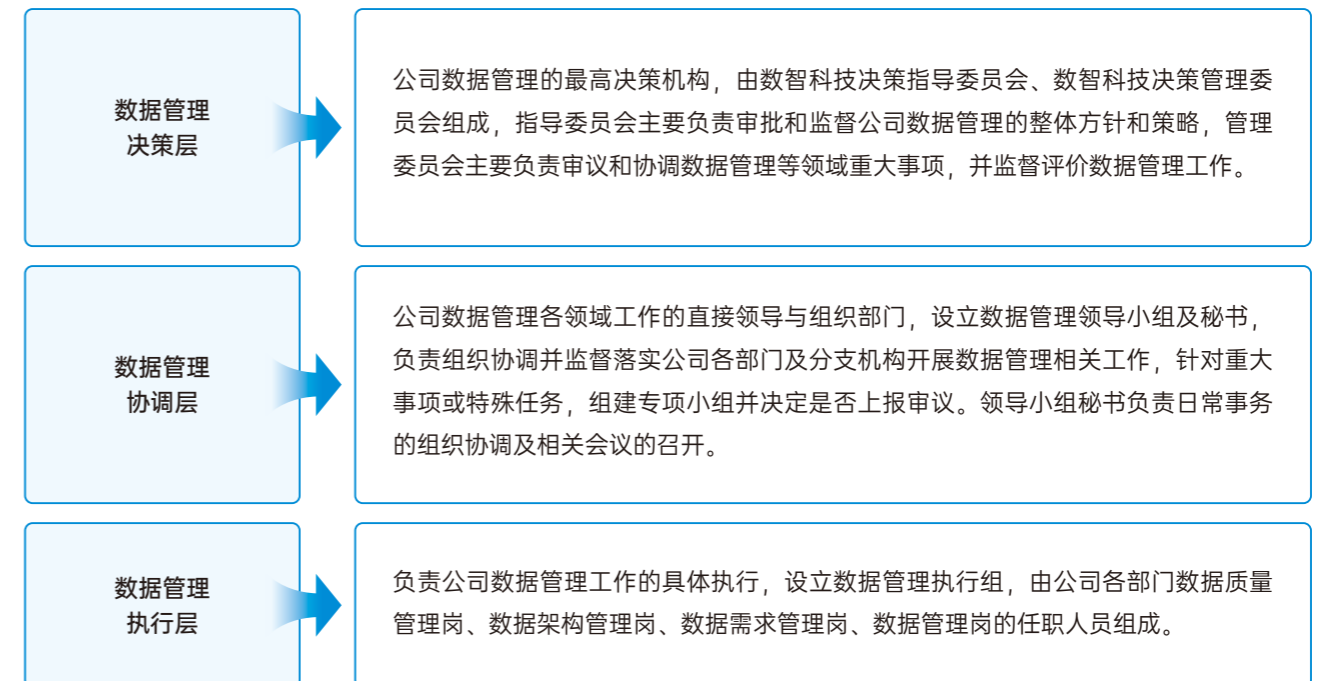 数据管理
决策层
公司数据管理的最高决策机构，由数智科技决策指导委员会、数智科技决策管理委
员会组成，指导委员会主要负责审批和监督公司数据管理的整体方针和策略，管理
委员会主要负责审议和协调数据管理等领域重大事项，并监督评价数据管理工作。
数据管理
协调层
公司数据管理各领域工作的直接领导与组织部门，设立数据管理领导小组及秘书，
负责组织协调并监督落实公司各部门及分支机构开展数据管理相关工作，针对重大
事项或特殊任务，组建专项小组并决定是否上报审议。领导小组秘书负责日常事务
的组织协调及相关会议的召开。
数据管理
执行层
负责公司数据管理工作的具体执行，设立数据管理执行组，由公司各部门数据质量
管理岗、数据架构管理岗、数据需求管理岗、数据管理岗的任职人员组成。